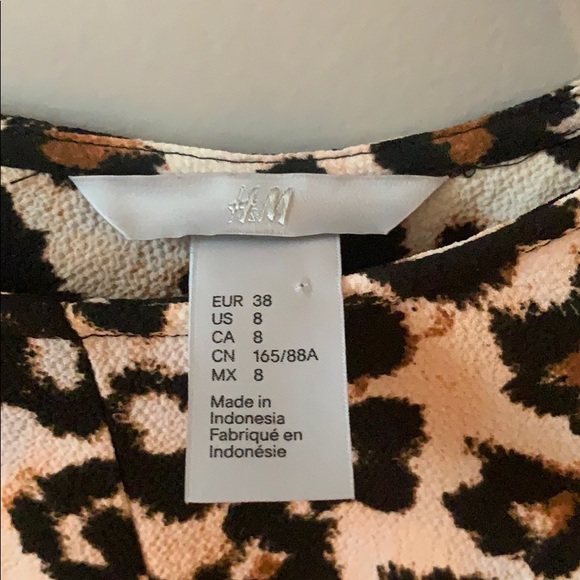 H&M
EUR 38
US 8
CA 8
CN 165/88A
MX 8
Made in
Indonesia
Fabriqué en
Indonésie